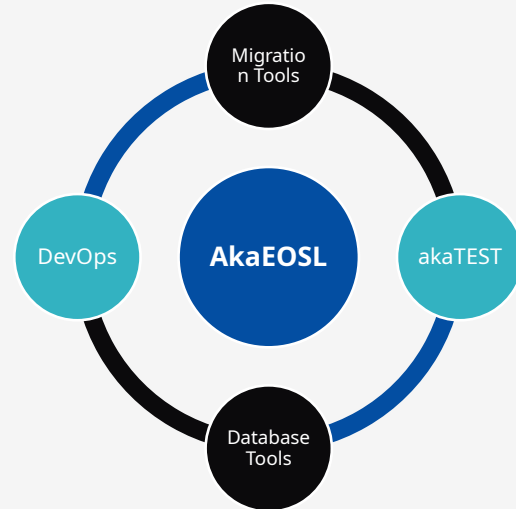 Migratio
n Tools
DevOps
AkaEOSL
akaTEST
Database
Tools